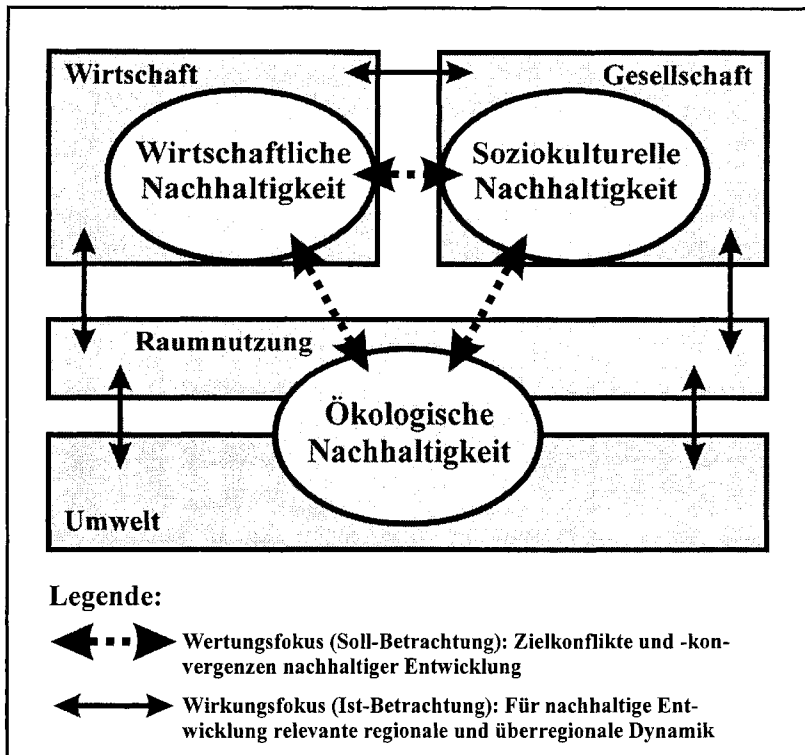 Wirtschaft
Gesellschaft
Wirtschaftliche
Nachhaltigkeit
Soziokulturelle
Nachhaltigkeit
Raumnutzung
Ökologische
Nachhaltigkeit
Umwelt
Legende:
Wertungsfokus (Soll-Betrachtung): Zielkonflikte und -kon-
vergenzen nachhaltiger Entwicklung
Wirkungsfokus (Ist-Betrachtung): Für nachhaltige Ent-
wicklung relevante regionale und überregionale Dynamik